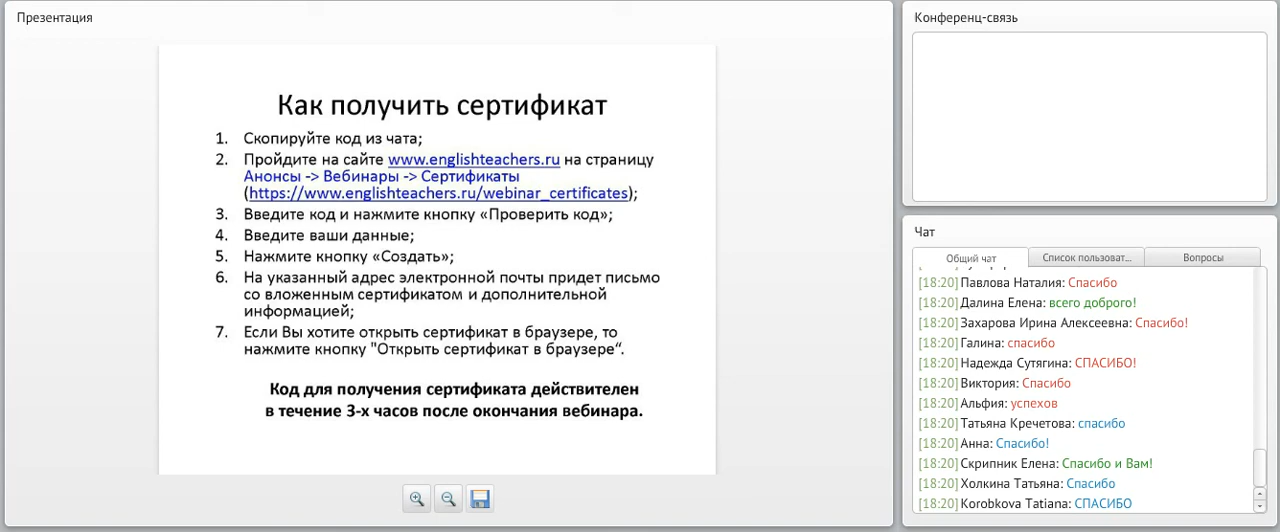 Презентация
Как получить сертификат
1. Скопируйте код из чата;
2. Пройдите на сайте www.englishteachers.ru на страницу
Анонсы -> Вебинары -> Сертификаты
(https://www.englishteachers.ru/webinar_certificates);
3. Введите код и нажмите кнопку «Проверить код»;
4. Введите ваши данные;
5. Нажмите кнопку «Создать»;
6. На указанный адрес электронной почты придет письмо
со вложенным сертификатом и дополнительной
информацией;
7. Если Вы хотите открыть сертификат в браузере, то
нажмите кнопку "Открыть сертификат в браузере“.
Код для получения сертификата действителен
в течение 3-х часов после окончания вебинара.
Конференц-связь
Чат
Общий чат
Список пользоват...
Вопросы
[18:20] Павлова Наталия: Спасибо
[18:20] Далина Елена: всего доброго!
[18:20] Захарова Ирина Алексеевна: Спасибо!
[18:20] Галина: спасибо
[18:20] Надежда Сутягина: СПАСИБО!
[18:20] Виктория: Спасибо
[18:20] Альфия: успехов
[18:20] Татьяна Кречетова: спасибо
[18:20] Анна: Спасибо!
[18:20] Скрипник Елена: Спасибо и Вам!
[18:20] Холкина Татьяна: Спасибо
[18:20] Korobkova Tatiana: СПАСИБО